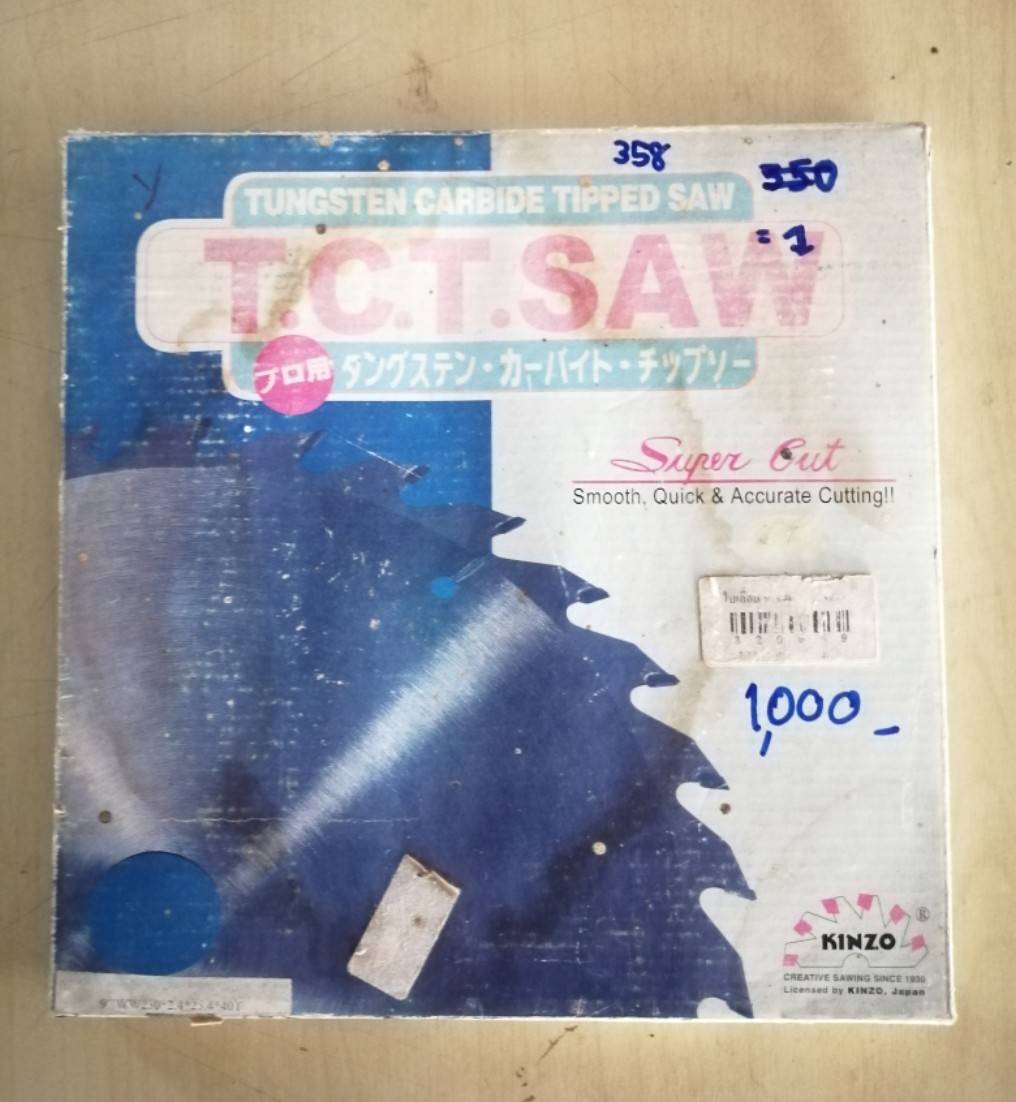 358
550
= 1
TUNGSTEN CARBIDE TIPPED SAW
T.C.T.SAW
プロ用 タングステン・カーバイト・チップソー
Super Cut
Smooth, Quick & Accurate Cutting!!
1,000 -
KINZO ®
CREATIVE SAWING SINCE 1930
Licensed by KINZO, Japan